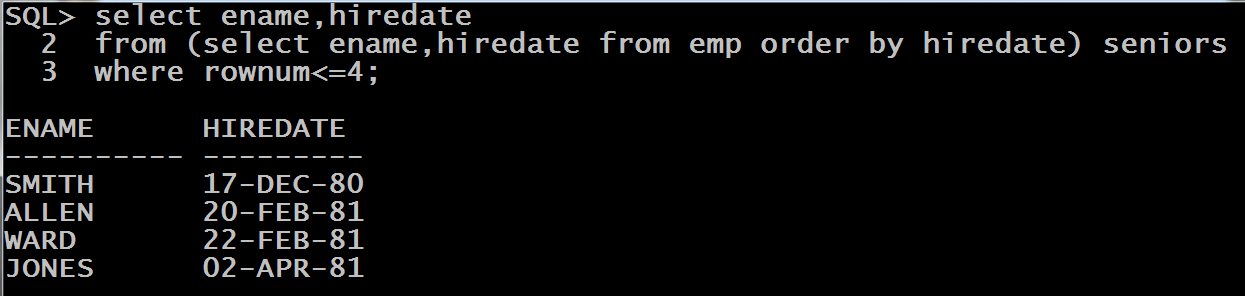 SQL> select ename,hiredate
  2  from (select ename,hiredate from emp order by hiredate) seniors
  3  where rownum<=4;
ENAME      HIREDATE
---------- ---------
SMITH      17-DEC-80
ALLEN      20-FEB-81
WARD       22-FEB-81
JONES      02-APR-81